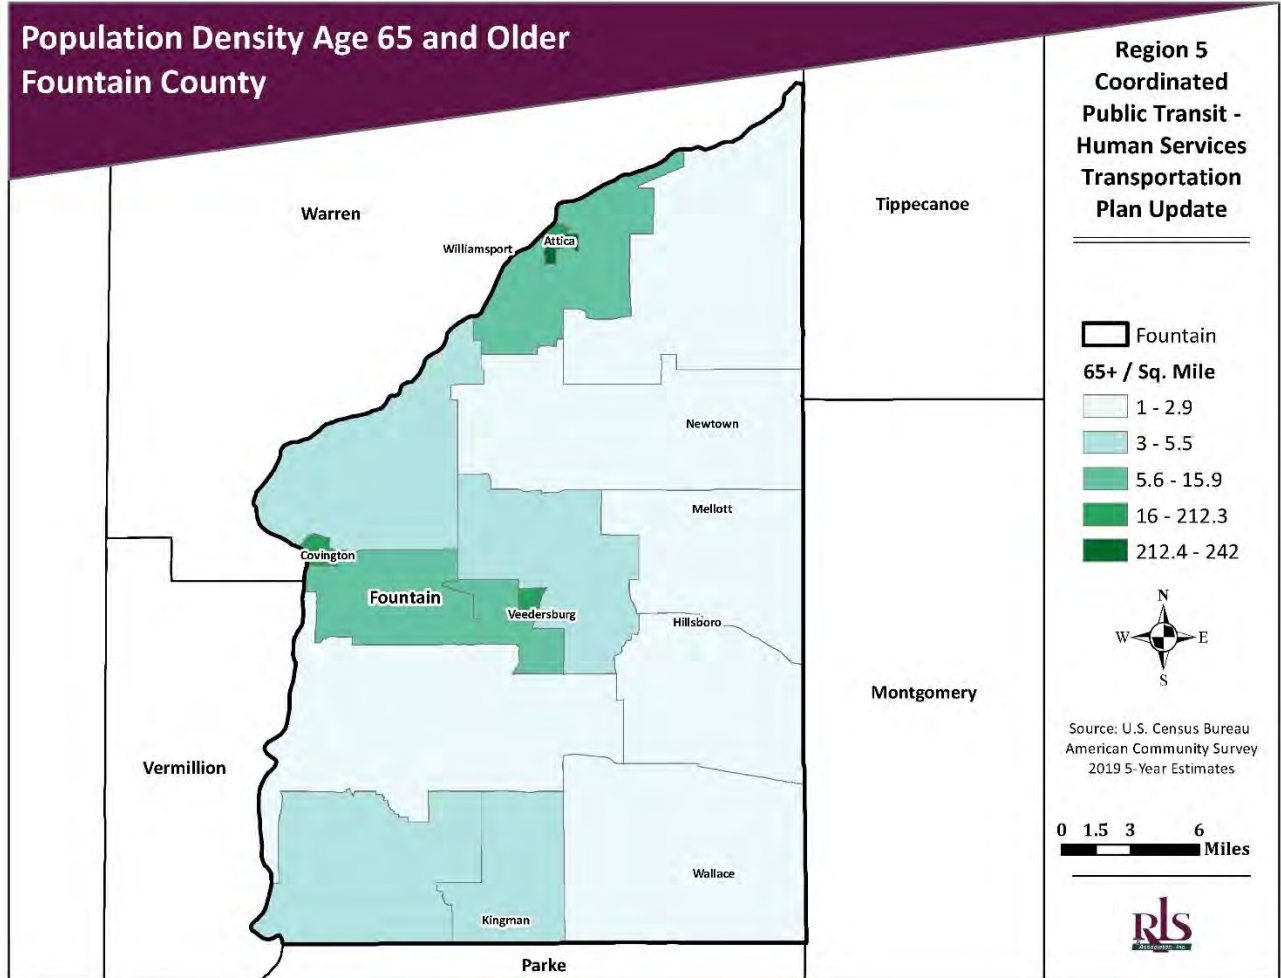 Population Density Age 65 and Older
Fountain County
Region 5
Coordinated
Public Transit -
Human Services
Transportation
Plan Update
Warren
Tippecanoe
Williamsport
Attica
Newtown
Mellott
Covington
Fountain
Veedersburg
Hillsboro
Montgomery
Vermillion
Wallace
Kingman
Parke
Fountain
65+ / Sq. Mile
1 - 2.9
3 - 5.5
5.6 - 15.9
16 - 212.3
212.4 - 242
N
W E
S
Source: U.S. Census Bureau
American Community Survey
2019 5-Year Estimates
0 1.5 3 6
Miles
RLS
& Associates, Inc.